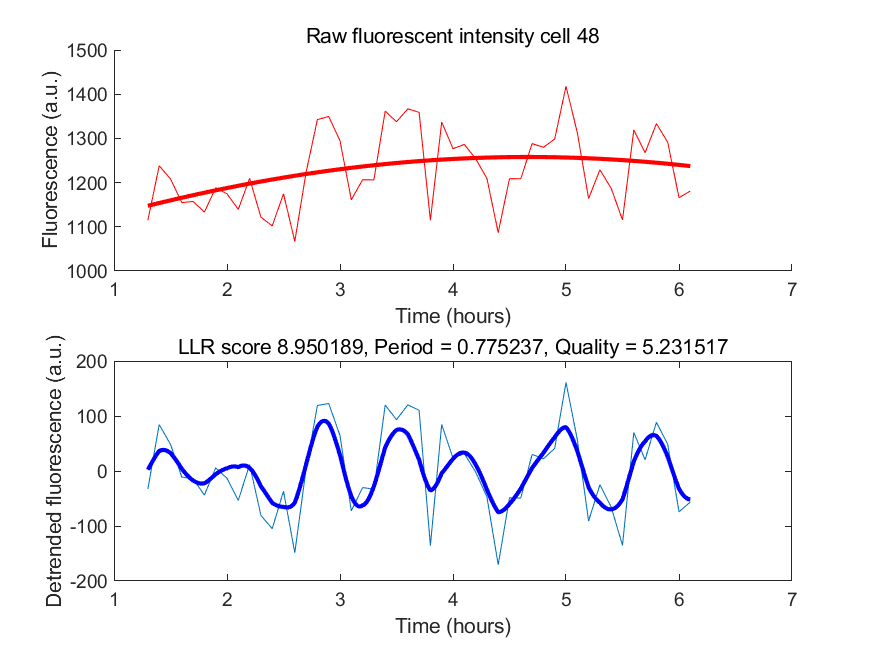 Raw fluorescent intensity cell 48
1500
1400
1300
1200
1100
1000
Fluorescence (a.u.)
1 2 3 4 5 6 7
Time (hours)
LLR score 8.950189, Period = 0.775237, Quality = 5.231517
200
100
0
-100
-200
Detrended fluorescence (a.u.)
1 2 3 4 5 6 7
Time (hours)